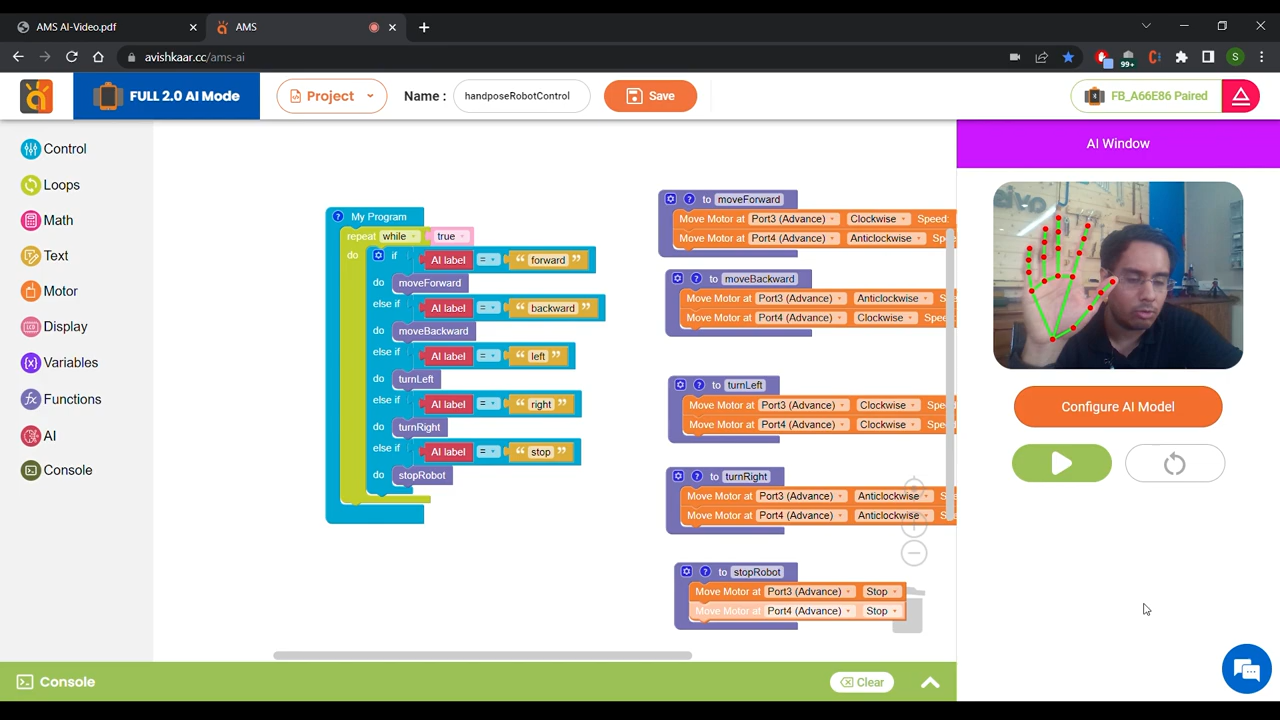 AMS AI-Video.pdf
AMS
avishkaar.cc/ams-ai
99+
S
FULL 2.0 AI Mode
Project
Name :
handposeRobotControl
Save
FB_A66E86 Paired
Control
Loops
Math
Text
Motor
Display
Variables
Functions
AI
Console
My Program
repeat while true
do if AI label = “ forward ”
do moveForward
else if AI label = “ backward ”
do moveBackward
else if AI label = “ left ”
do turnLeft
else if AI label = “ right ”
do turnRight
else if AI label = “ stop ”
do stopRobot
to moveForward
Move Motor at Port3 (Advance) Clockwise Speed:
Move Motor at Port4 (Advance) Anticlockwise Spe
to moveBackward
Move Motor at Port3 (Advance) Anticlockwise S
Move Motor at Port4 (Advance) Clockwise Spe
to turnLeft
Move Motor at Port3 (Advance) Clockwise Spe
Move Motor at Port4 (Advance) Clockwise Spe
to turnRight
Move Motor at Port3 (Advance) Anticlockwise S
Move Motor at Port4 (Advance) Anticlockwise S
to stopRobot
Move Motor at Port3 (Advance) Stop
Move Motor at Port4 (Advance) Stop
AI Window
Configure AI Model
Console
Clear